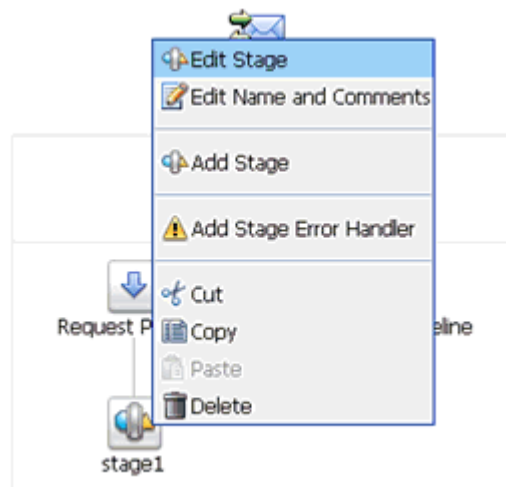 Edit Stage
Edit Name and Comments
Add Stage
Add Stage Error Handler
Cut
Request P
eline
Copy
Paste
Delete
stage1